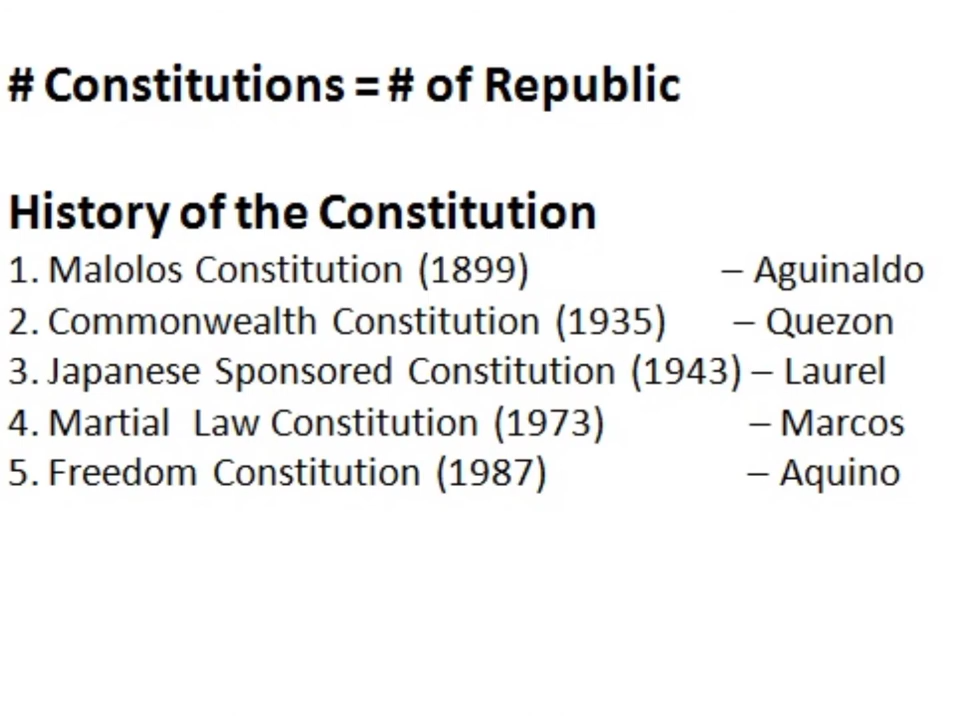 # Constitutions = # of Republic
History of the Constitution
1. Malolos Constitution (1899) – Aguinaldo
2. Commonwealth Constitution (1935) – Quezon
3. Japanese Sponsored Constitution (1943) – Laurel
4. Martial Law Constitution (1973) – Marcos
5. Freedom Constitution (1987) – Aquino